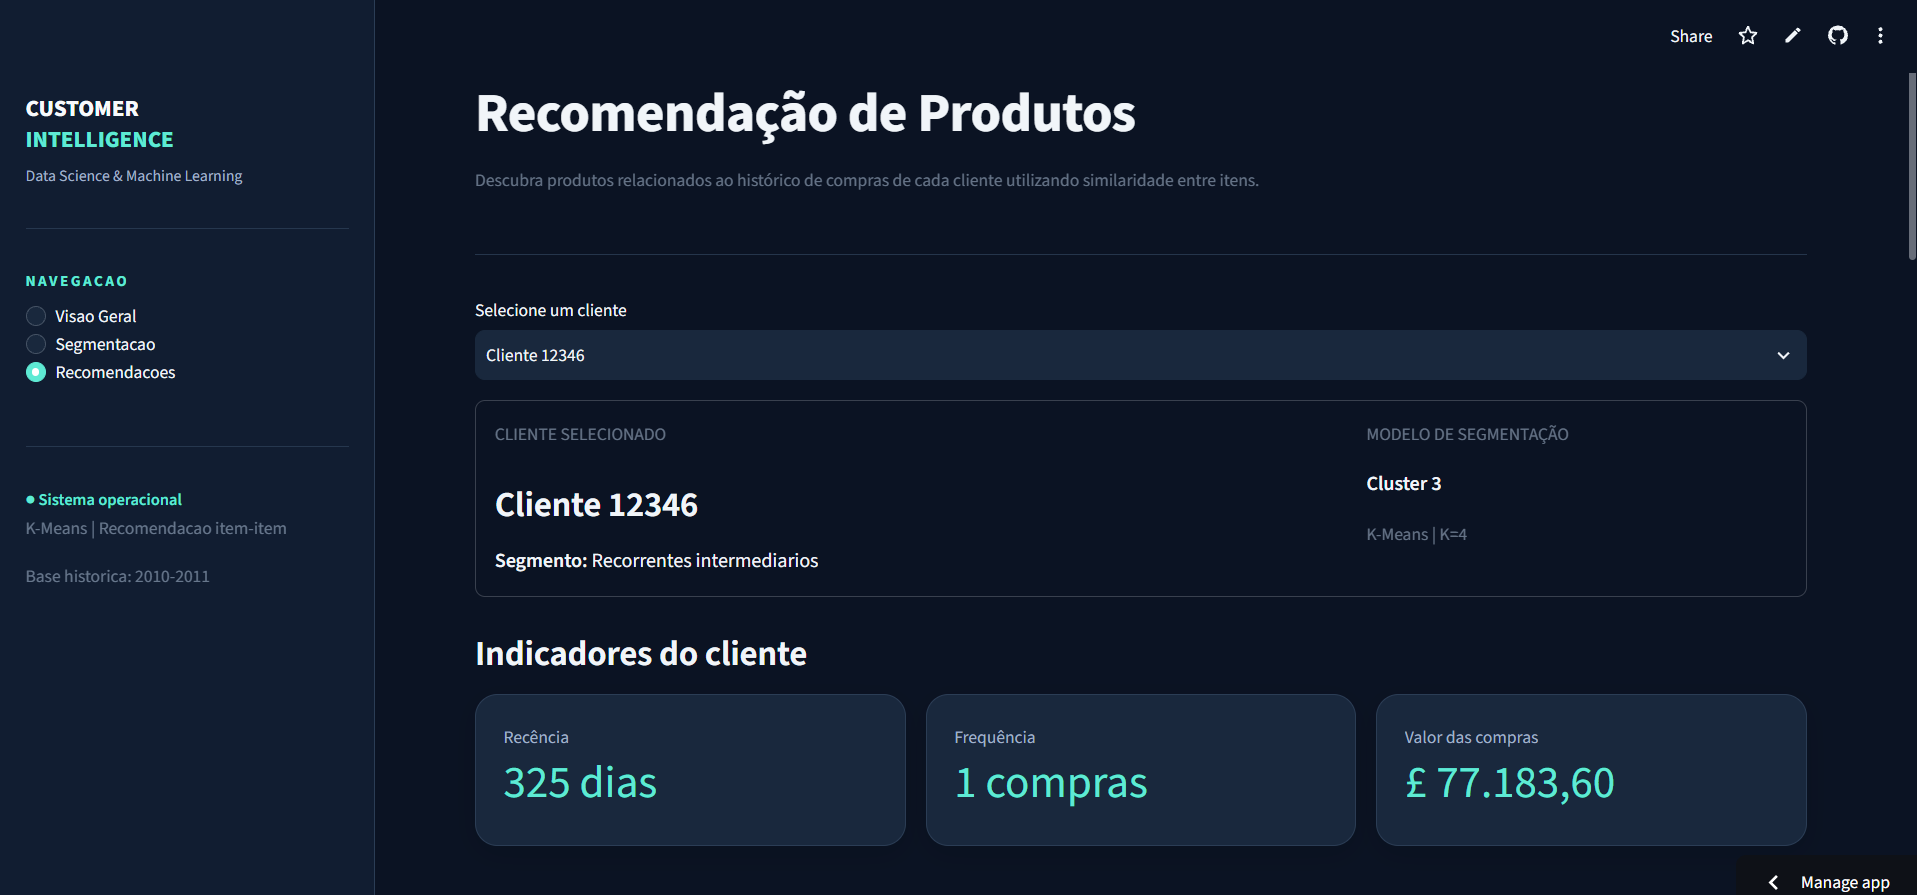 Share
CUSTOMER
INTELLIGENCE
Data Science & Machine Learning
NAVEGACAO
Visao Geral
Segmentacao
Recomendacoes
● Sistema operacional
K-Means | Recomendacao item-item
Base historica: 2010-2011
Recomendação de Produtos
Descubra produtos relacionados ao histórico de compras de cada cliente utilizando similaridade entre itens.
Selecione um cliente
Cliente 12346
CLIENTE SELECIONADO
Cliente 12346
Segmento: Recorrentes intermediarios
MODELO DE SEGMENTAÇÃO
Cluster 3
K-Means | K=4
Indicadores do cliente
Recência
325 dias
Frequência
1 compras
Valor das compras
£ 77.183,60
Manage app